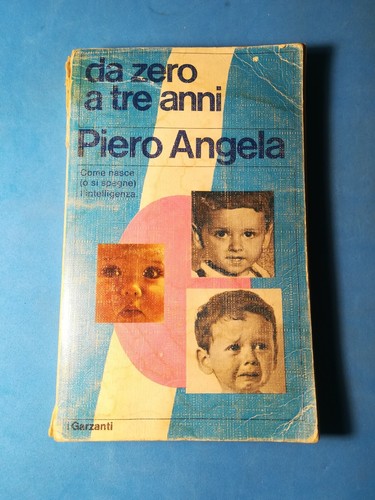 da zero
a tre anni
Piero Angela
Come nasce
(o si spegne)
l'intelligenza.
Garzanti